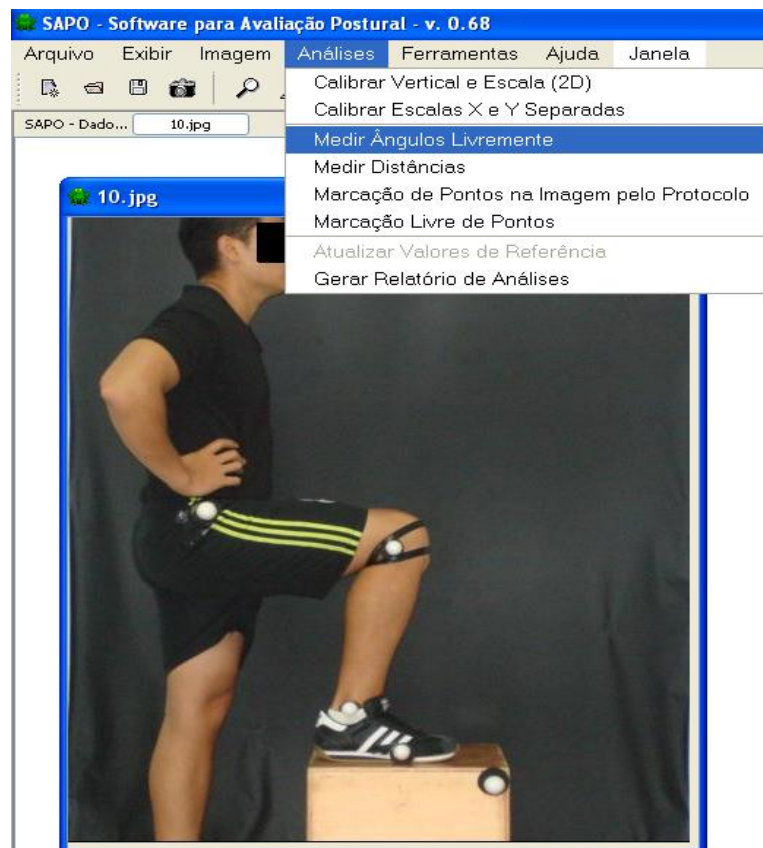 SAPO - Software para Avaliação Postural - v. 0.68
Arquivo Exibir Imagem Análises Ferramentas Ajuda Janela
SAPO - Dado... 10.jpg
Calibrar Vertical e Escala (2D)
Calibrar Escalas X e Y Separadas
Medir Ângulos Livremente
Medir Distâncias
Marcação de Pontos na Imagem pelo Protocolo
Marcação Livre de Pontos
Atualizar Valores de Referência
Gerar Relatório de Análises
10.jpg